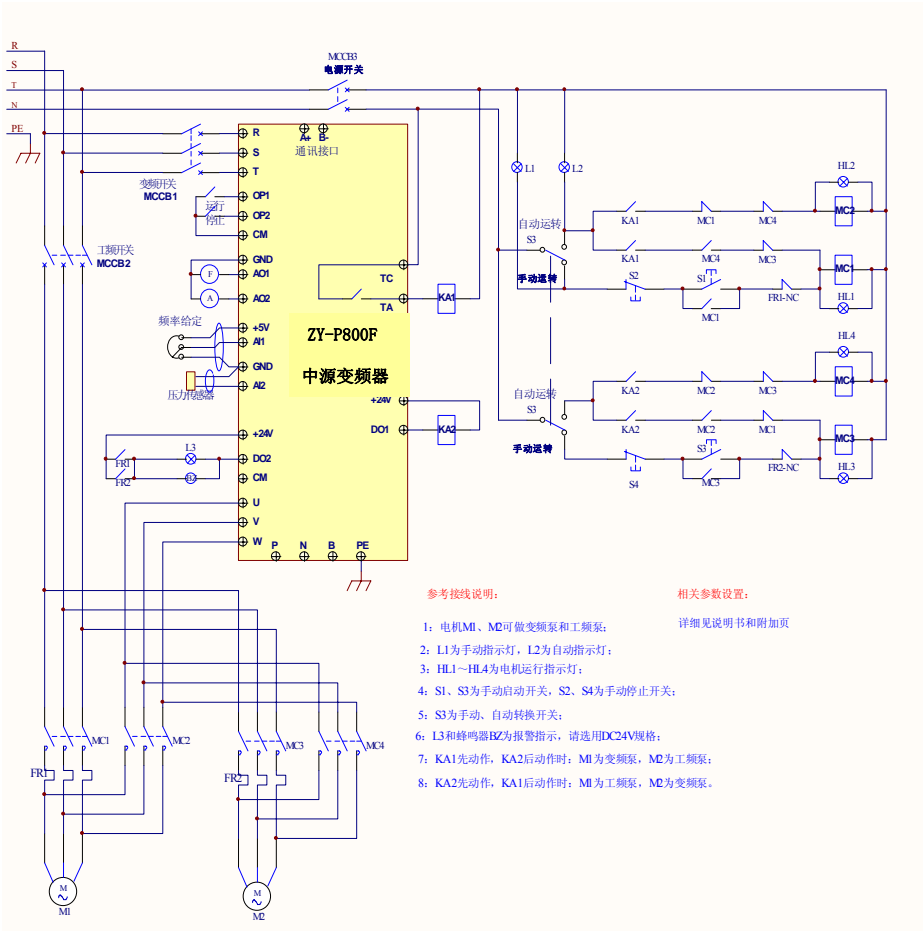 R
S
T
N
PE
MCCB3
电源开关
R
S
T
A+ B-
通讯接口
变频开关
MCCB1
OP1
OP2
CM
运行
停止
工频开关
MCCB2
GND
AO1
AO2
F
A
频率给定
+5V
AI1
GND
AI2
压力传感器
TC
TA
KA1
ZY-P800F
中源变频器
+24V
DO1
KA2
+24V
DO2
CM
FR1
FR2
L3
BZ
U
V
W
P N B PE
L1
L2
自动运转
S3
手动运转
KA1 MC1 MC4
HL2
MC2
KA1 MC4 MC3
MC1
S2
S1
MC1
FR1-NC
HL1
自动运转
S3
手动运转
HL4
KA2 MC2 MC3
MC4
KA2 MC2 MC1
MC3
S4
S3
MC3
FR2-NC
HL3
参考接线说明:
1: 电机M1、M2可做变频泵和工频泵;
2: L1为手动指示灯, L2为自动指示灯;
3: HL1~HL4为电机运行指示灯;
4: S1、S3为手动启动开关, S2、S4为手动停止开关;
5: S3为手动、自动转换开关;
6: L3和蜂鸣器BZ为报警指示, 请选用DC24V规格;
7: KA1先动作, KA2后动作时: M1为变频泵, M2为工频泵;
8: KA2先动作, KA1后动作时: M1为工频泵, M2为变频泵。
相关参数设置:
详细见说明书和附加页
MC1
MC2
MC3
MC4
FR1
FR2
M
M1
M
M2